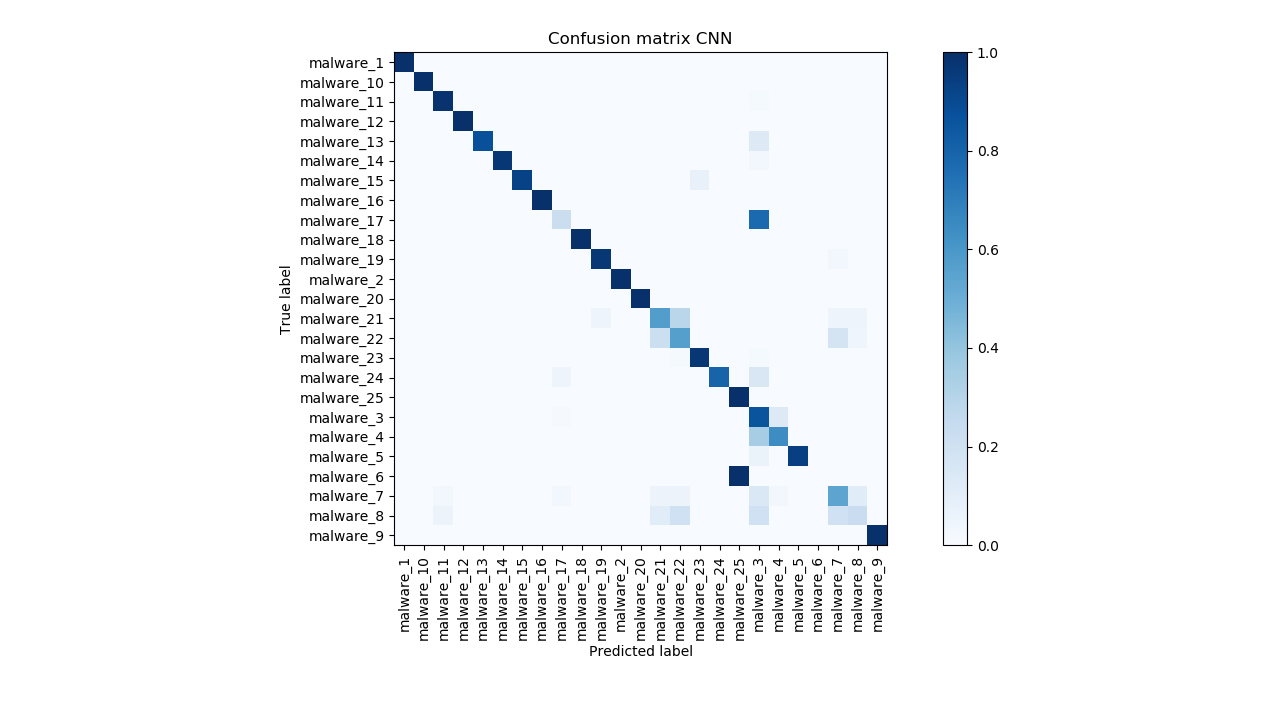 Confusion matrix CNN
True label
malware_1
malware_10
malware_11
malware_12
malware_13
malware_14
malware_15
malware_16
malware_17
malware_18
malware_19
malware_2
malware_20
malware_21
malware_22
malware_23
malware_24
malware_25
malware_3
malware_4
malware_5
malware_6
malware_7
malware_8
malware_9
malware_1
malware_10
malware_11
malware_12
malware_13
malware_14
malware_15
malware_16
malware_17
malware_18
malware_19
malware_2
malware_20
malware_21
malware_22
malware_23
malware_24
malware_25
malware_3
malware_4
malware_5
malware_6
malware_7
malware_8
malware_9
Predicted label
1.0
0.8
0.6
0.4
0.2
0.0